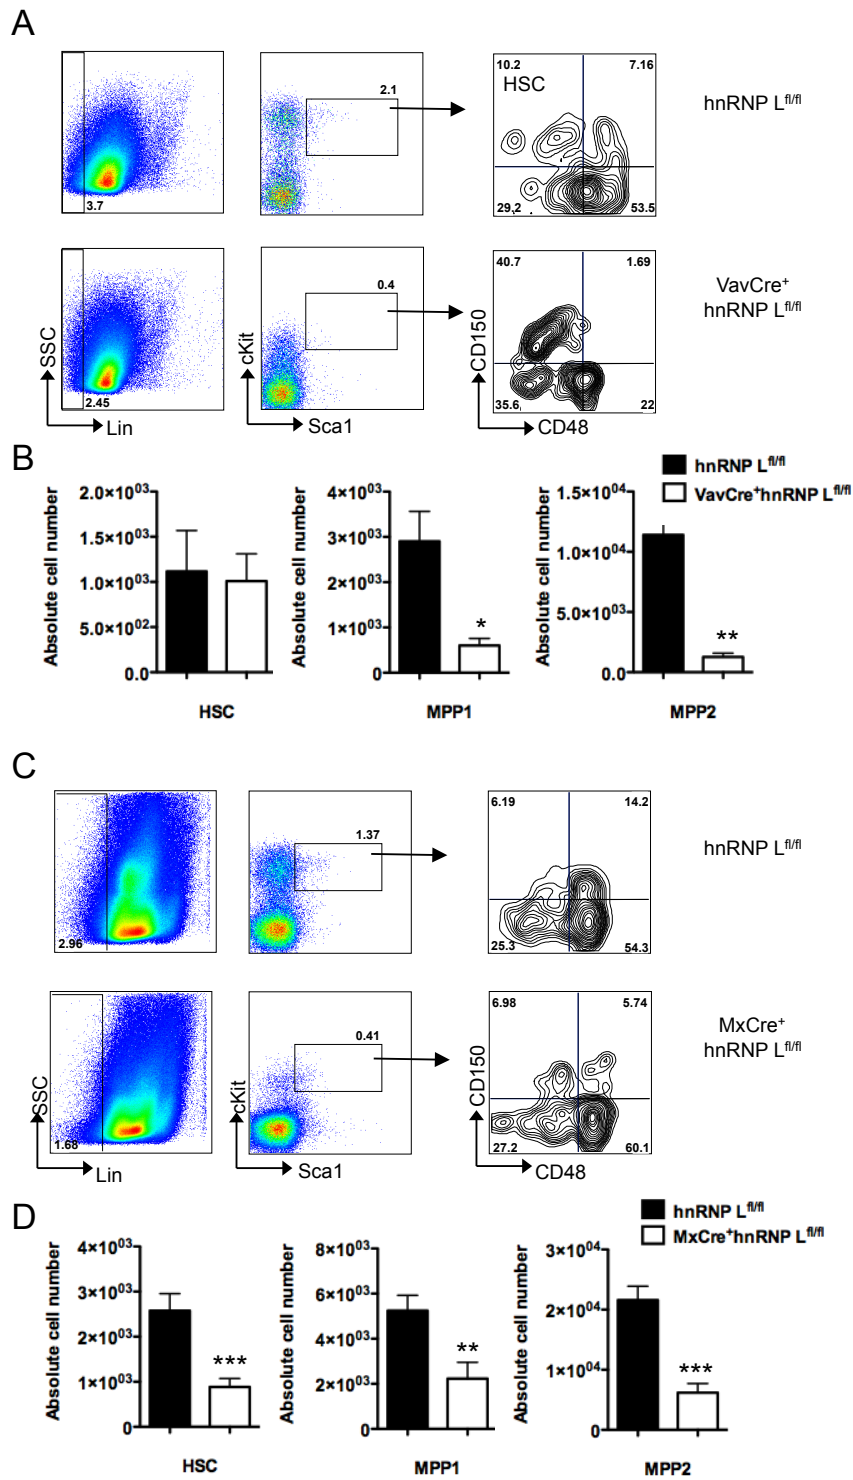 A
3.7
2.1
10.2 7.16
HSC
29.2 53.5
hnRNP Lfl/fl
SSC
2.45
Lin
cKit
0.4
Sca1
CD150
40.7 1.69
35.6 22
CD48
VavCre+
hnRNP Lfl/fl
B
hnRNP Lfl/fl
VavCre+hnRNP Lfl/fl
Absolute cell number
2.0×10^03
1.5×10^03
1.0×10^03
5.0×10^02
0.0
HSC
Absolute cell number
4×10^03
3×10^03
2×10^03
1×10^03
0
*
MPP1
Absolute cell number
1.5×10^04
1.0×10^04
5.0×10^03
0.0
**
MPP2
C
2.96
1.37
6.19 14.2
25.3 54.3
hnRNP Lfl/fl
SSC
1.68
Lin
cKit
0.41
Sca1
CD150
6.98 5.74
27.2 60.1
CD48
MxCre+
hnRNP Lfl/fl
D
hnRNP Lfl/fl
MxCre+hnRNP Lfl/fl
Absolute cell number
4×10^03
3×10^03
2×10^03
1×10^03
0
***
HSC
Absolute cell number
8×10^03
6×10^03
4×10^03
2×10^03
0
**
MPP1
Absolute cell number
3×10^04
2×10^04
1×10^04
0
***
MPP2